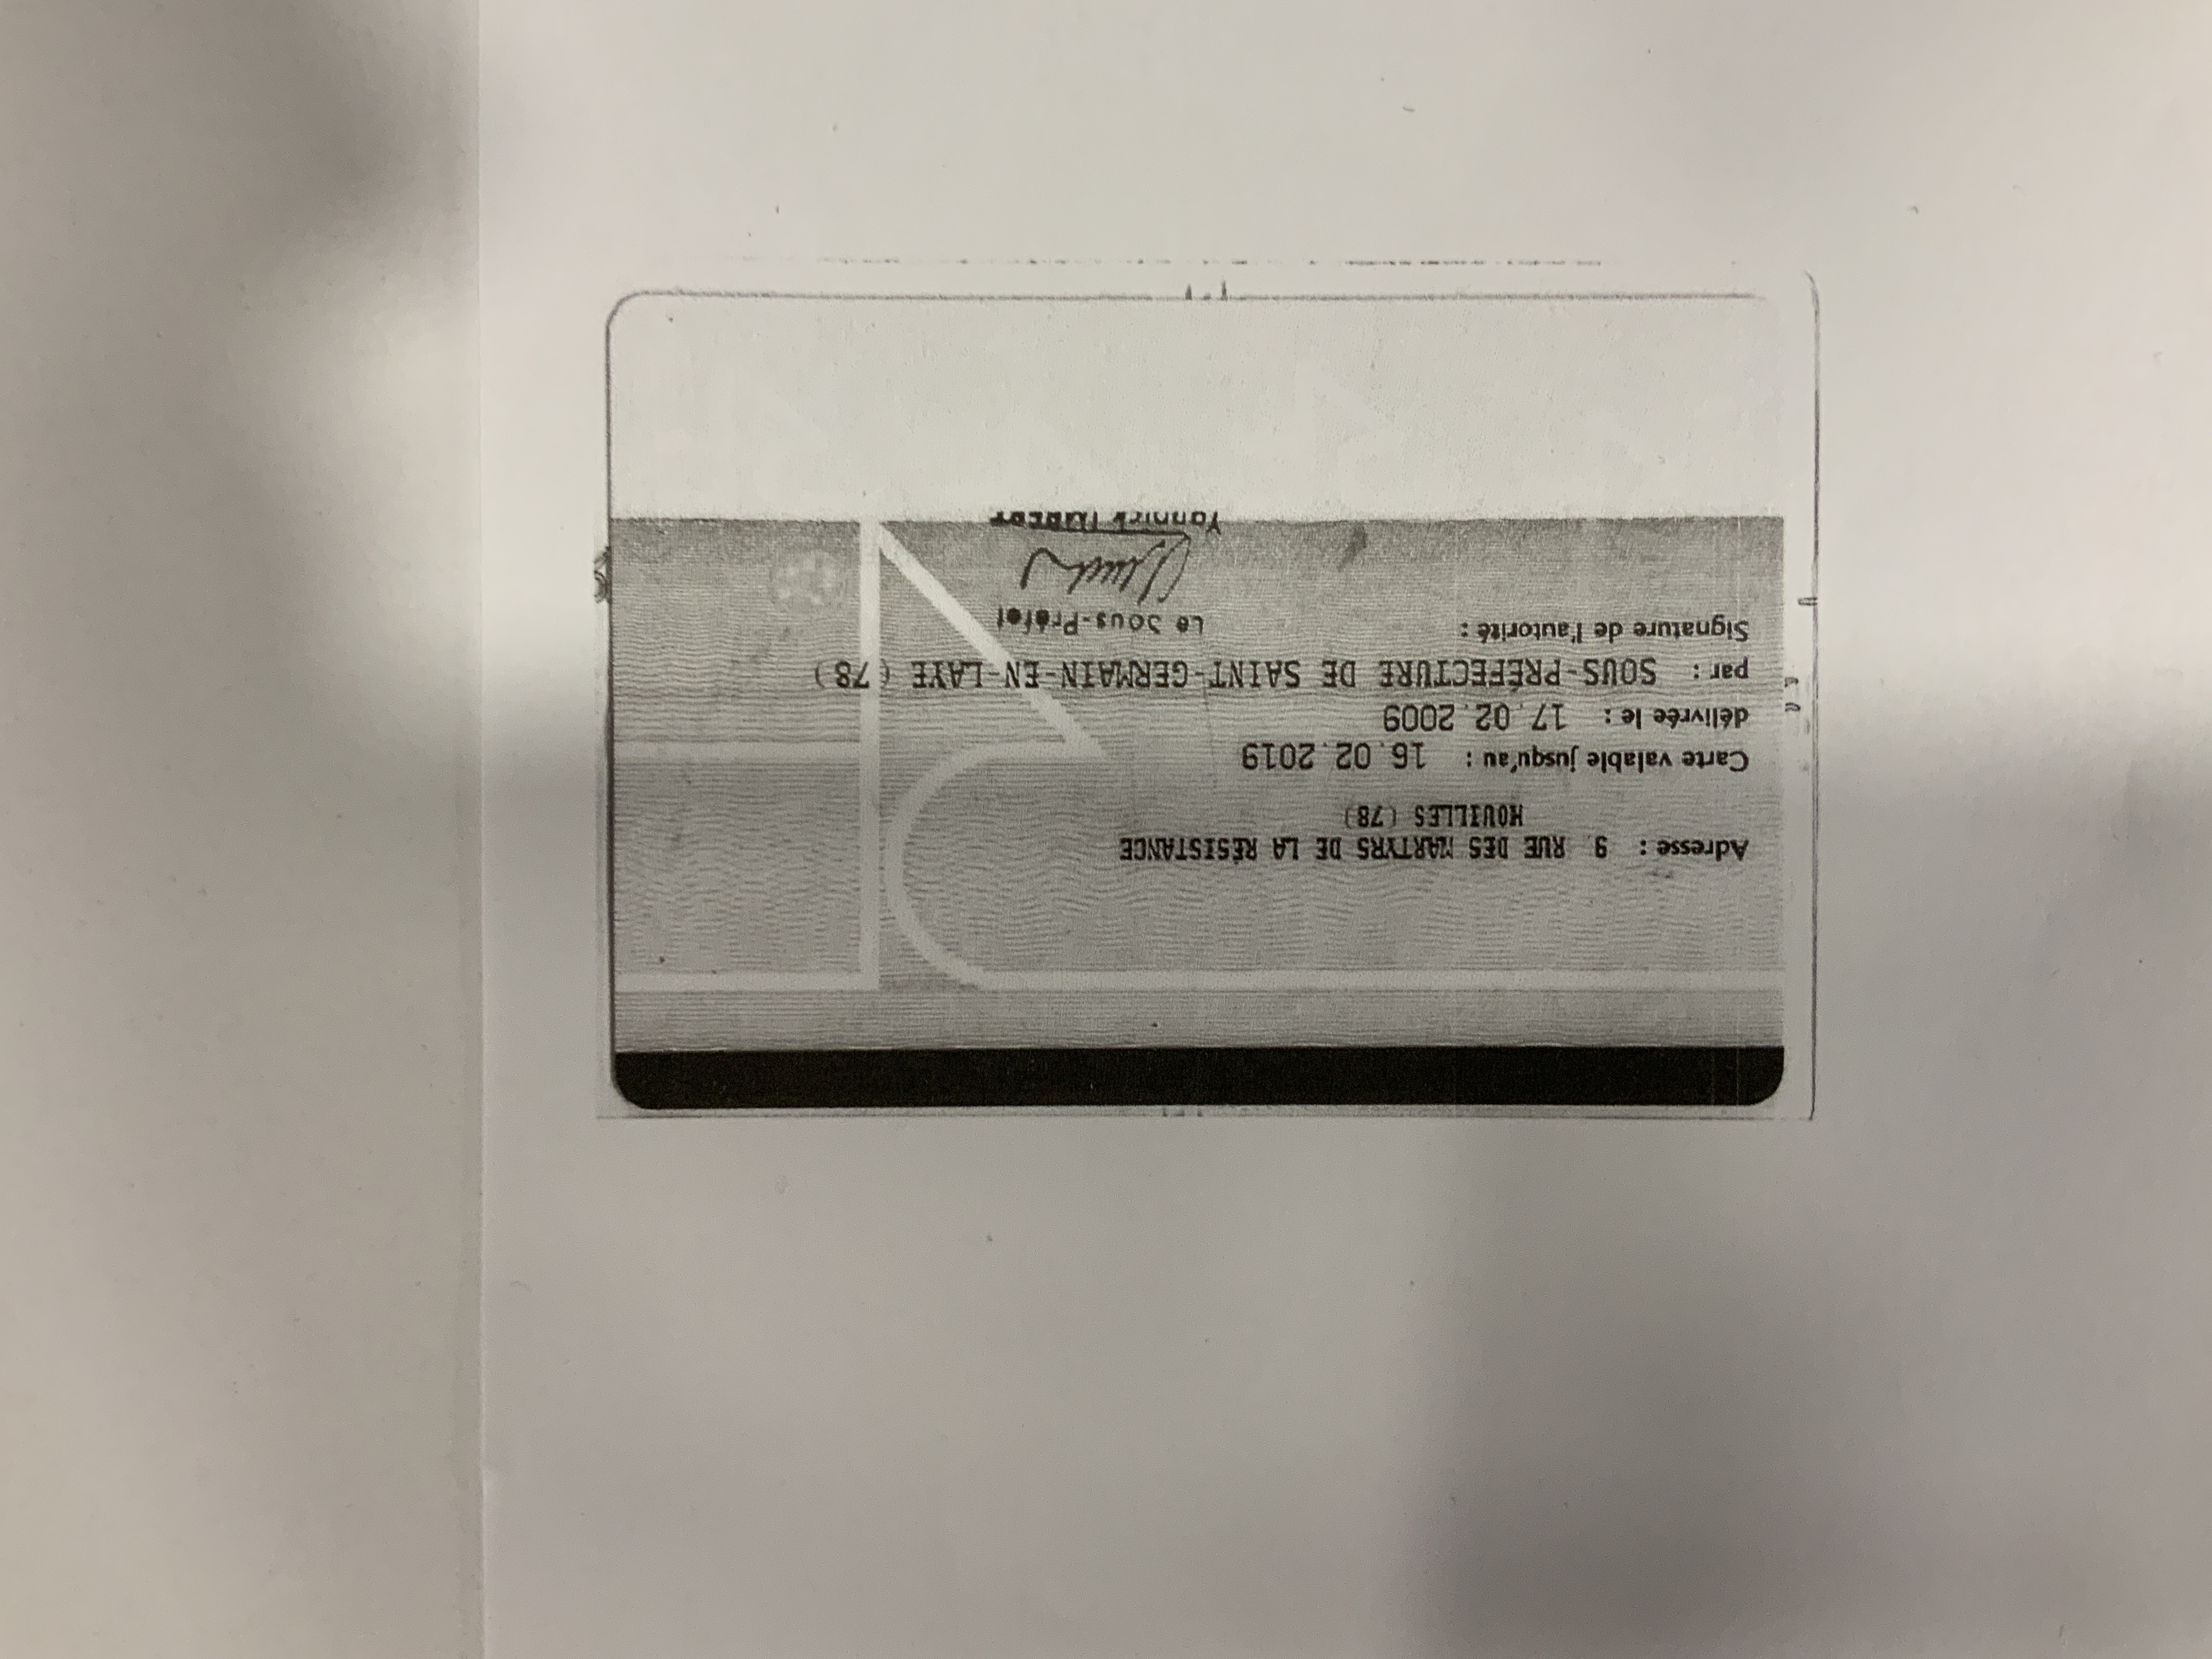 Adresse : 9, RUE DES MARTYRS DE LA RÉSISTANCE
HOUILLES (78)
Carte valable jusqu'au : 16.02.2019
délivrée le : 17.02.2009
par : SOUS-PRÉFECTURE DE SAINT-GERMAIN-EN-LAYE (78)
Signature de l'autorité :
Le Sous-Préfet
Yannick